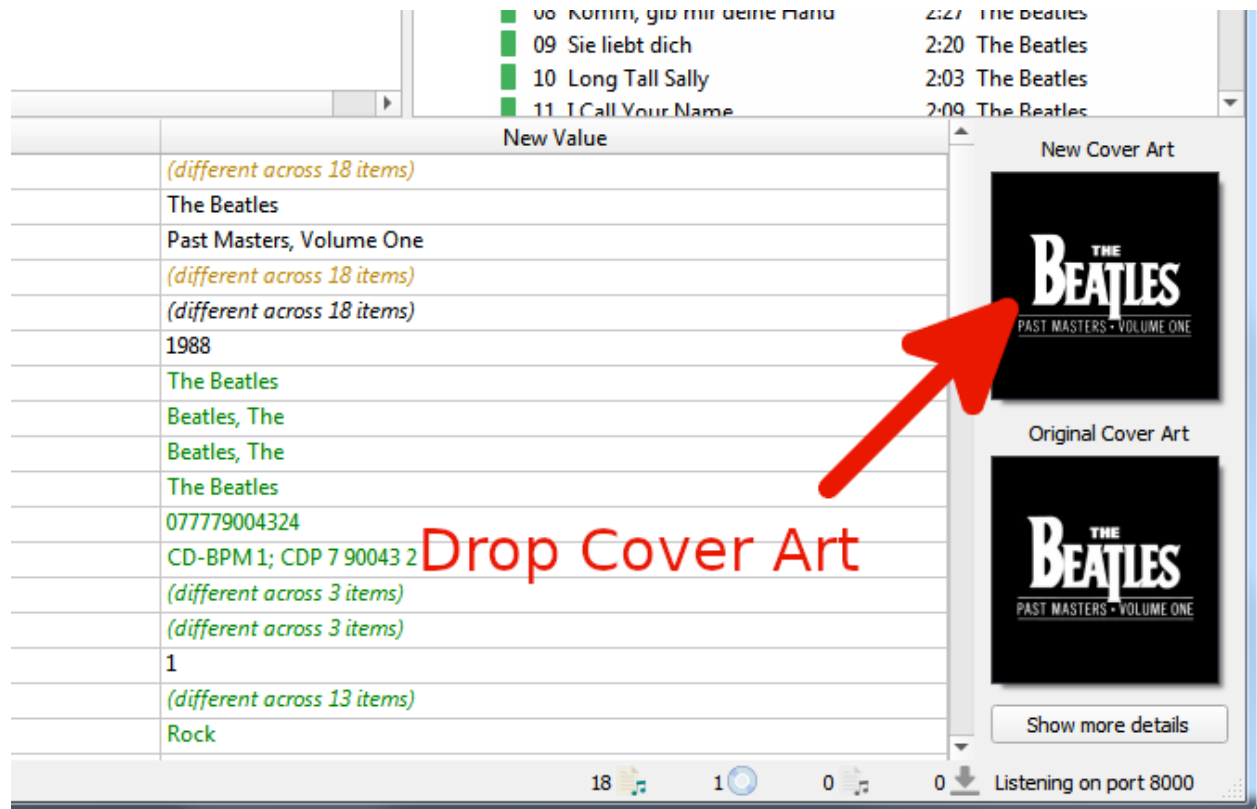 08 Komm, gib mir deine Hand 2:27 The Beatles
09 Sie liebt dich 2:20 The Beatles
10 Long Tall Sally 2:03 The Beatles
11 I Call Your Name 2:09 The Beatles
New Value
New Cover Art
(different across 18 items)
The Beatles
Past Masters, Volume One
(different across 18 items)
(different across 18 items)
1988
The Beatles
Beatles, The
Beatles, The
The Beatles
077779004324
CD-BPM 1; CDP 7 90043 2
(different across 3 items)
(different across 3 items)
1
(different across 13 items)
Rock
Drop Cover Art
THE
BEATLES
PAST MASTERS • VOLUME ONE
Original Cover Art
THE
BEATLES
PAST MASTERS • VOLUME ONE
Show more details
18 1 0 0 Listening on port 8000